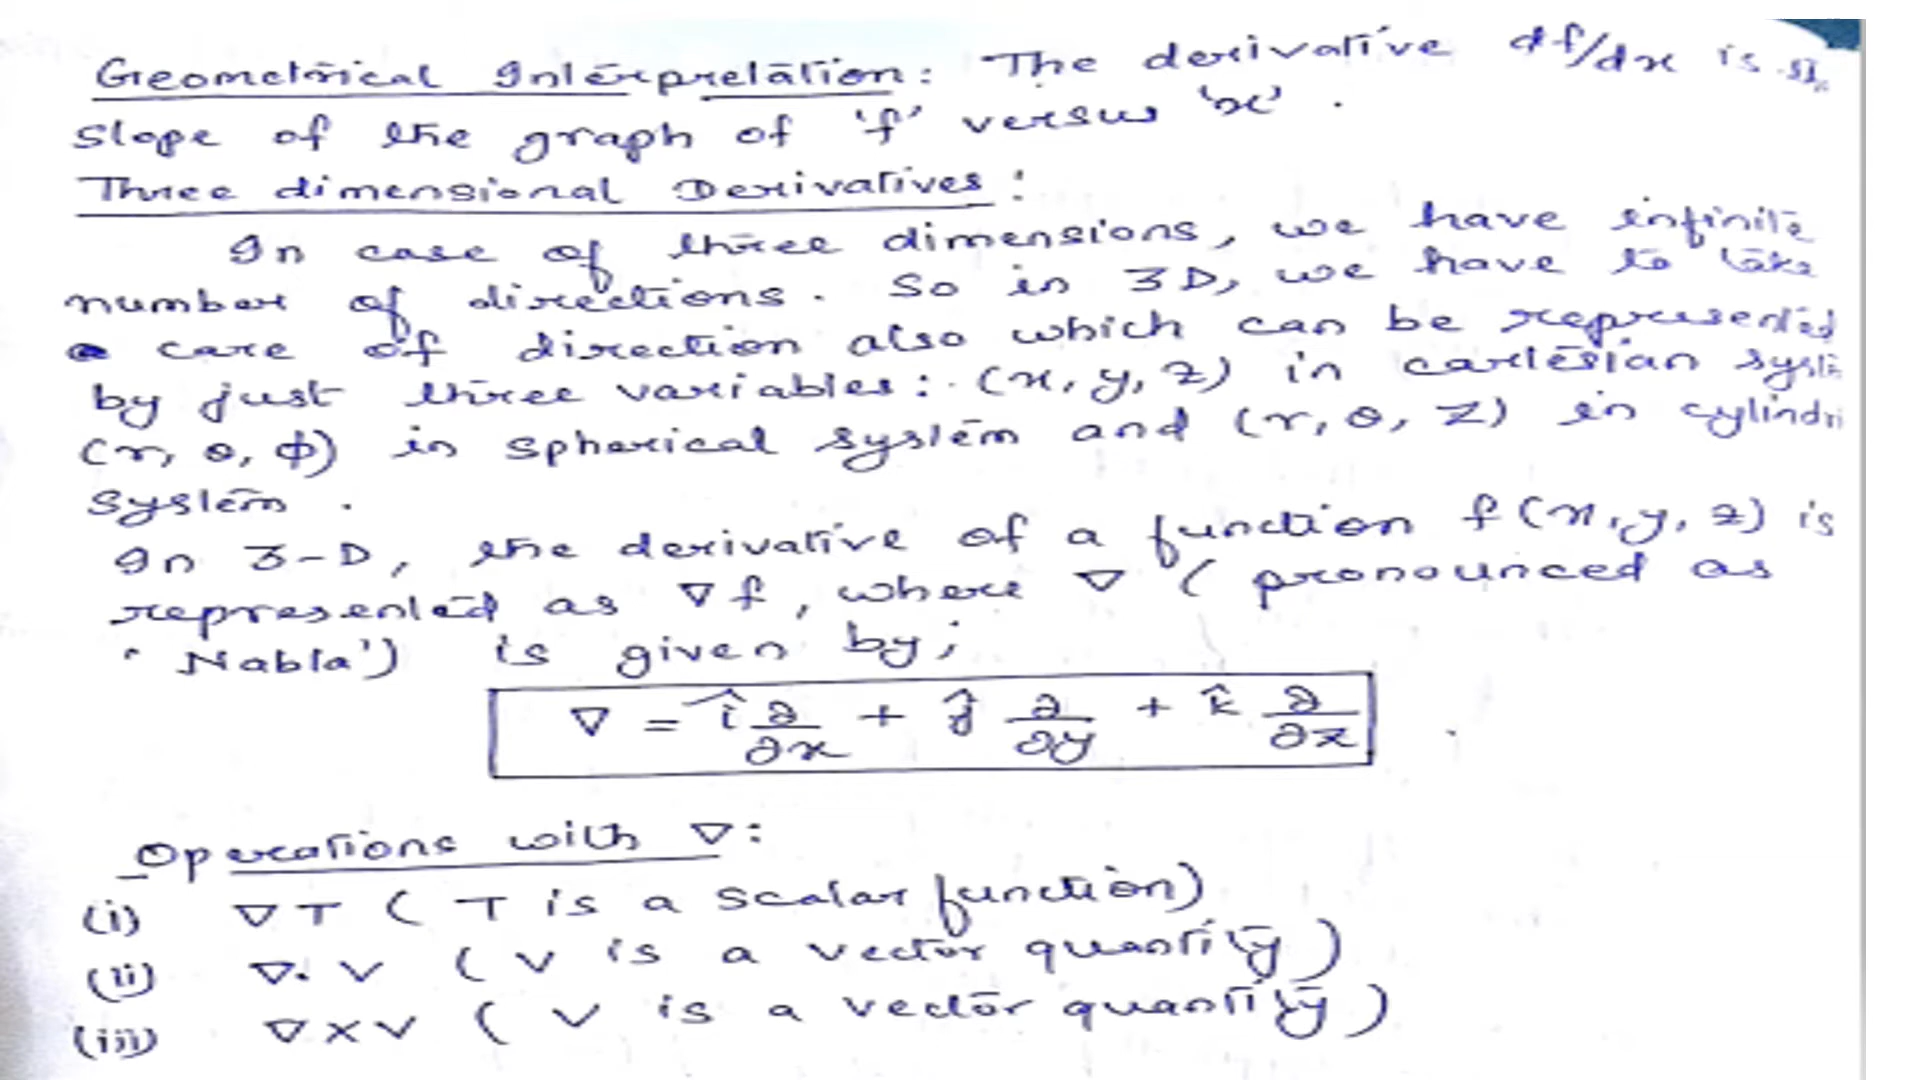 Geometrical Interpretation: The derivative df/dx is
slope of the graph of 'f' versus 'x'.
Three dimensional Derivatives:
In case of three dimensions, we have infinite
number of directions. So in 3D, we have to take
care of direction also which can be represented
by just three variables: (x, y, z) in cartesian
(r, θ, ϕ) in spherical system and (r, θ, z) in
system.
In 3-D, the derivative of a function f(x, y, z) is
represented as ∇f, where ∇ (pronounced as
'Nabla') is given by;
∇ = î ∂/∂x + ĵ ∂/∂y + k̂ ∂/∂z
Operations with ∇:
(i) ∇T (T is a scalar function)
(ii) ∇. V (V is a vector quantity)
(iii) ∇ X V (V is a vector quantity)